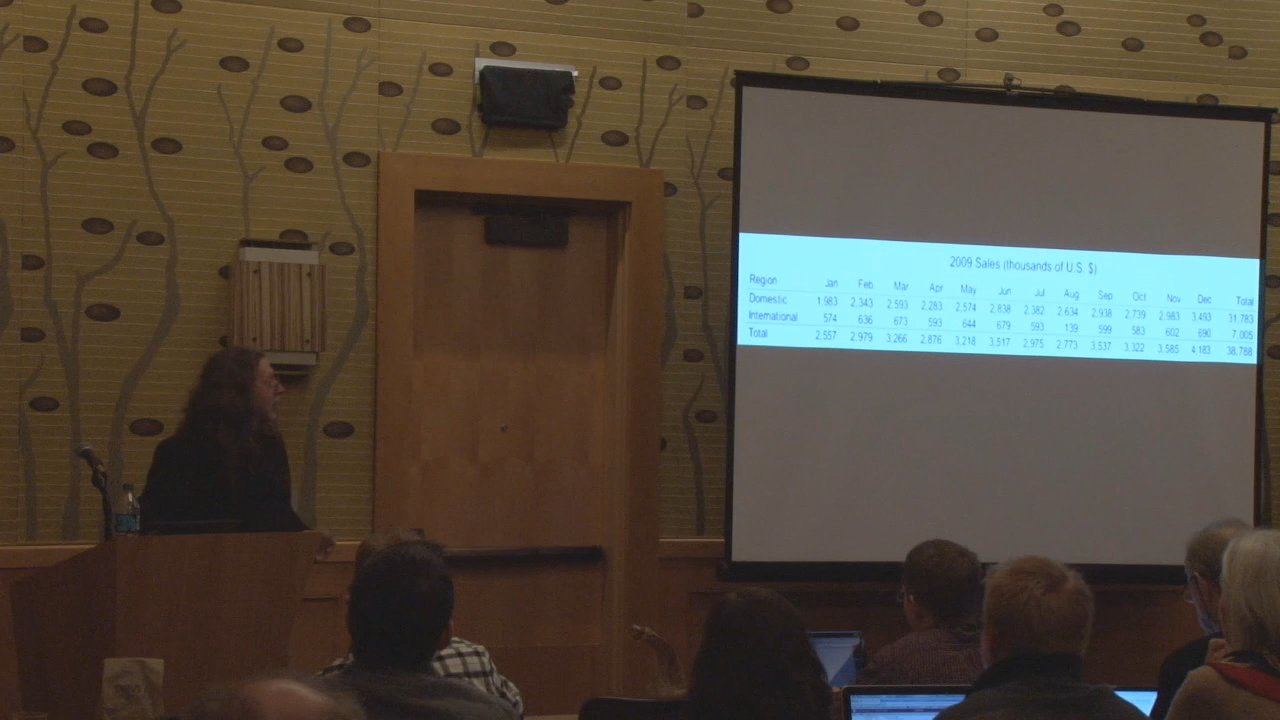 2009 Sales (thousands of U.S. $)
Region Jan Feb Mar Apr May Jun Jul Aug Sep Oct Nov Dec Total
Domestic 1,983 2,343 2,593 2,283 2,574 2,838 2,382 2,634 2,938 2,739 2,983 3,493 31,783
International 574 636 673 593 644 679 593 139 599 583 602 690 7,005
Total 2,557 2,979 3,266 2,876 3,218 3,517 2,975 2,773 3,537 3,322 3,585 4,183 38,788